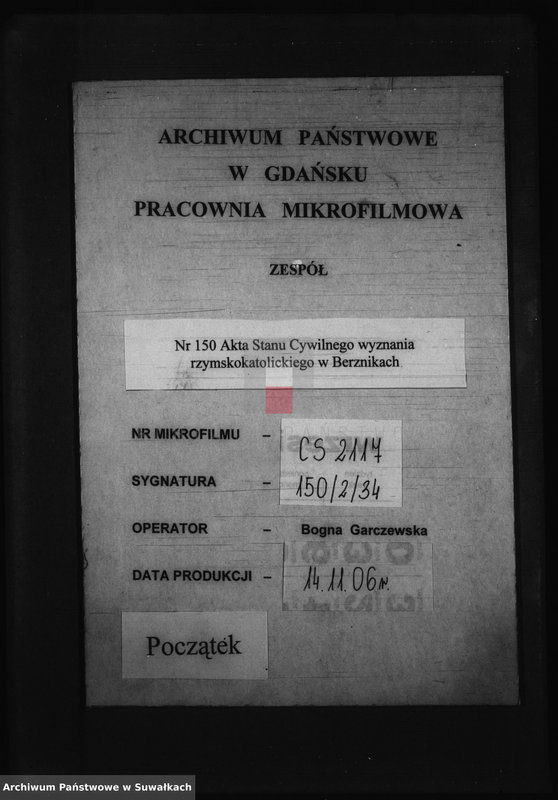 ARCHIWUM PAŃSTWOWE
W GDAŃSKU
PRACOWNIA MIKROFILMOWA
ZESPÓŁ
Nr 150 Akta Stanu Cywilnego wyznania
rzymskokatolickiego w Berznikach
NR MIKROFILMU – CS 2117
SYGNATURA – 150/2/34
OPERATOR – Bogna Garczewska
DATA PRODUKCJI – 14.11.06r.
Początek
Archiwum Państwowe w Suwałkach